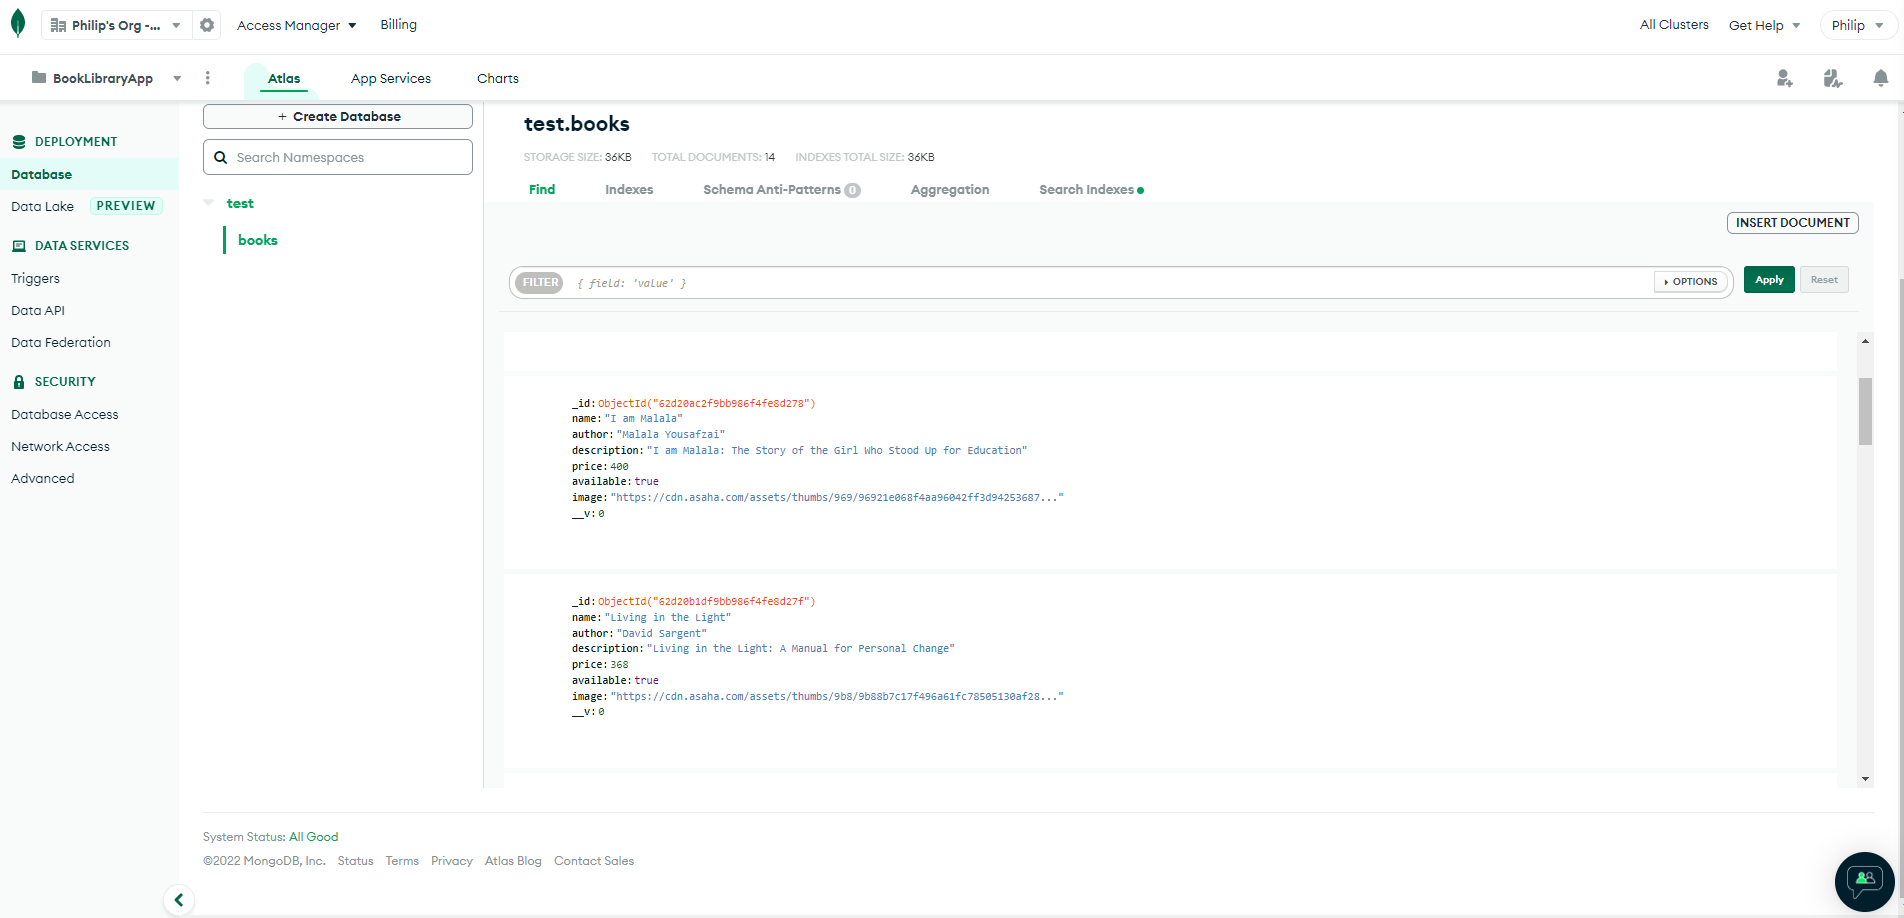 Philip's Org -...
Access Manager
Billing
All Clusters
Get Help
Philip
BookLibraryApp
Atlas
App Services
Charts
DEPLOYMENT
Database
Data Lake PREVIEW
DATA SERVICES
Triggers
Data API
Data Federation
SECURITY
Database Access
Network Access
Advanced
+ Create Database
Search Namespaces
test
books
test.books
STORAGE SIZE: 36KB TOTAL DOCUMENTS: 14 INDEXES TOTAL SIZE: 36KB
Find Indexes Schema Anti-Patterns 0 Aggregation Search Indexes
INSERT DOCUMENT
FILTER { field: 'value' } OPTIONS Apply Reset
_id: ObjectId("62d20ac2f9bb986f4fe8d278")
name: "I am Malala"
author: "Malala Yousafzai"
description: "I am Malala: The Story of the Girl Who Stood Up for Education"
price: 400
available: true
image: "https://cdn.asaha.com/assets/thumbs/969/96921e068f4aa96042ff3d94253687..."
__v: 0
_id: ObjectId("62d20b1df9bb986f4fe8d27f")
name: "Living in the Light"
author: "David Sargent"
description: "Living in the Light: A Manual for Personal Change"
price: 368
available: true
image: "https://cdn.asaha.com/assets/thumbs/9b8/9b88b7c17f496a61fc78505130af28..."
__v: 0
System Status: All Good
©2022 MongoDB, Inc. Status Terms Privacy Atlas Blog Contact Sales